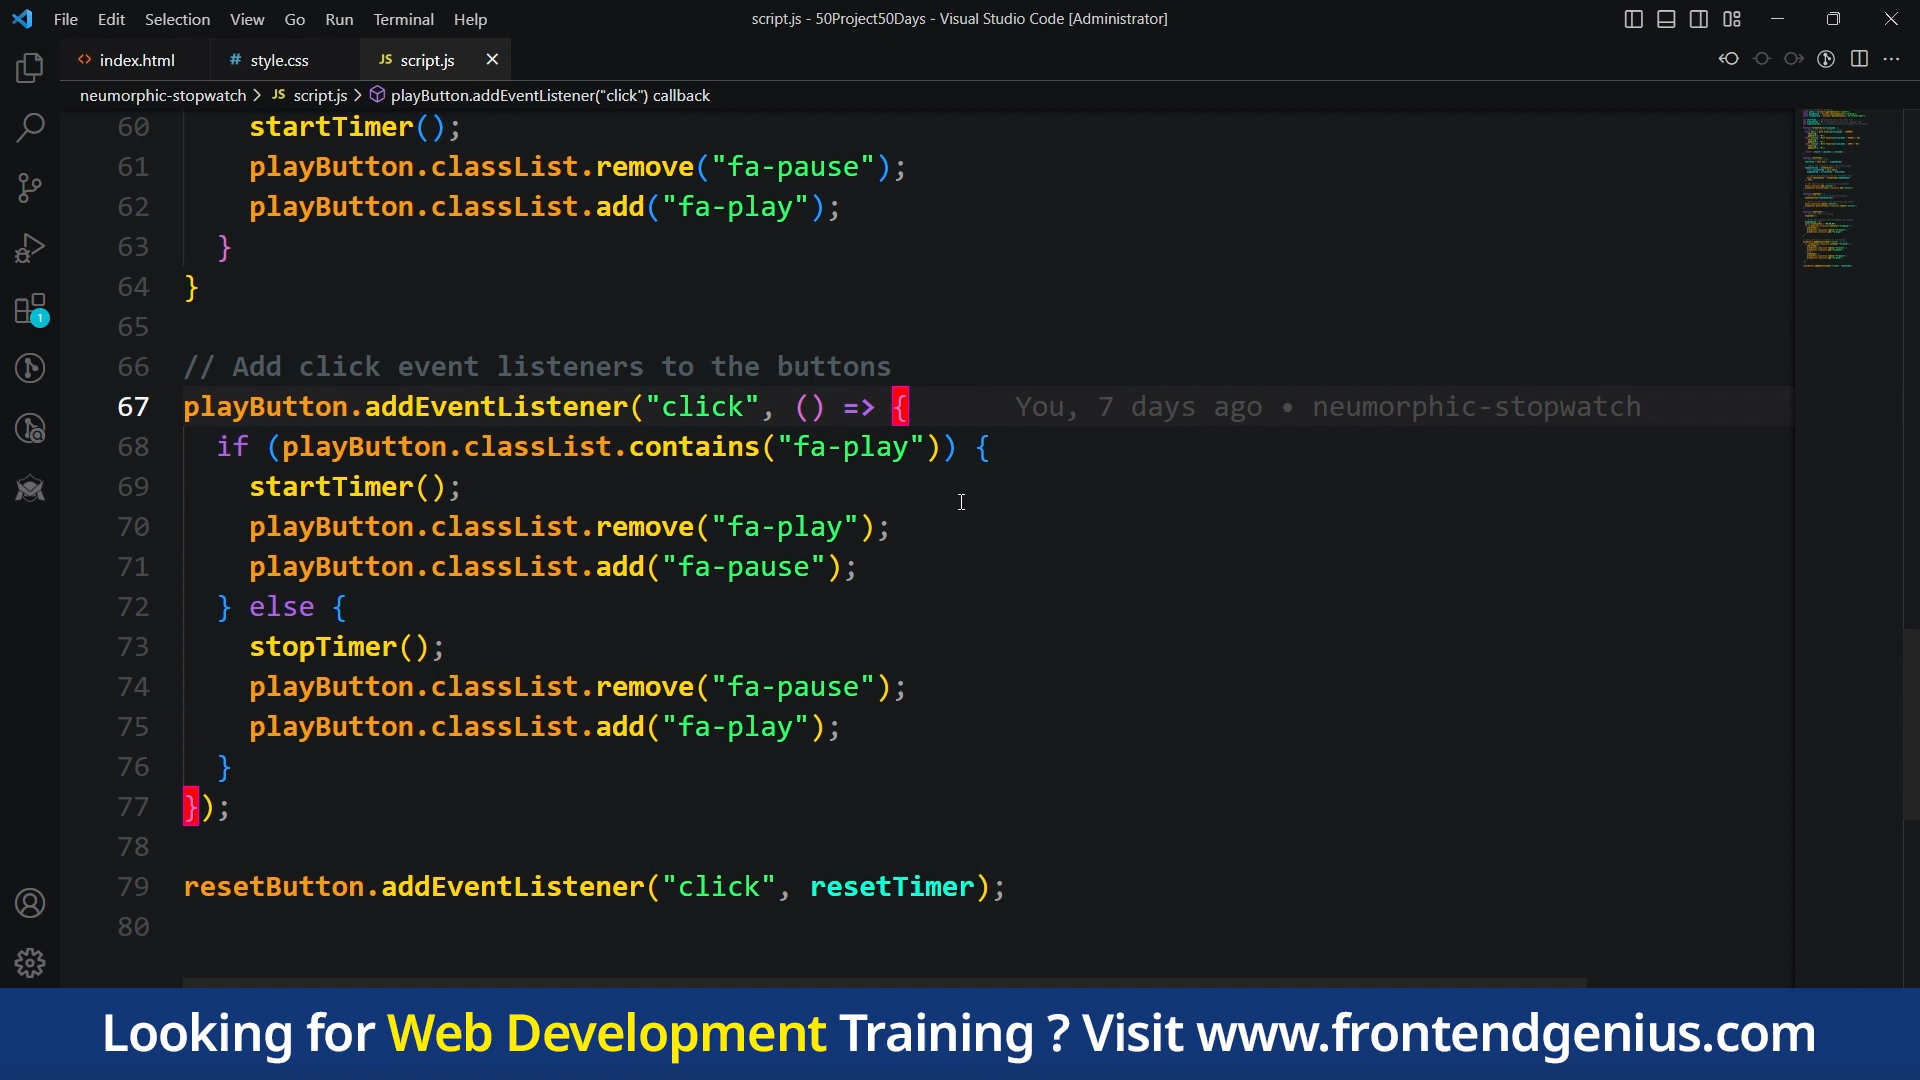 File Edit Selection View Go Run Terminal Help
script.js - 50Project50Days - Visual Studio Code [Administrator]
<> index.html
# style.css
JS script.js
neumorphic-stopwatch > JS script.js > playButton.addEventListener("click") callback
60 startTimer();
61 playButton.classList.remove("fa-pause");
62 playButton.classList.add("fa-play");
63 }
64 }
65
66 // Add click event listeners to the buttons
67 playButton.addEventListener("click", () => { You, 7 days ago • neumorphic-stopwatch
68 if (playButton.classList.contains("fa-play")) {
69 startTimer();
70 playButton.classList.remove("fa-play");
71 playButton.classList.add("fa-pause");
72 } else {
73 stopTimer();
74 playButton.classList.remove("fa-pause");
75 playButton.classList.add("fa-play");
76 }
77 });
78
79 resetButton.addEventListener("click", resetTimer);
80
1
Looking for Web Development Training ? Visit www.frontendgenius.com